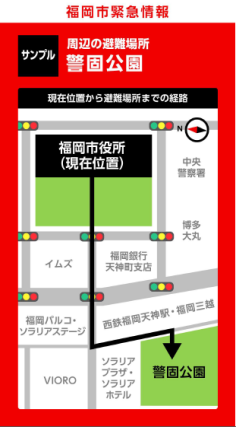 福岡市緊急情報
サンプル
周辺の避難場所
警固公園
現在位置から避難場所までの経路
N
福岡市役所
(現在位置)
中央
警察署
博多
大丸
イムズ
福岡銀行
天神町支店
西鉄福岡天神駅・福岡三越
福岡パルコ・
ソラリアステージ
VIORO
ソラリア
プラザ・
ソラリア
ホテル
警固公園